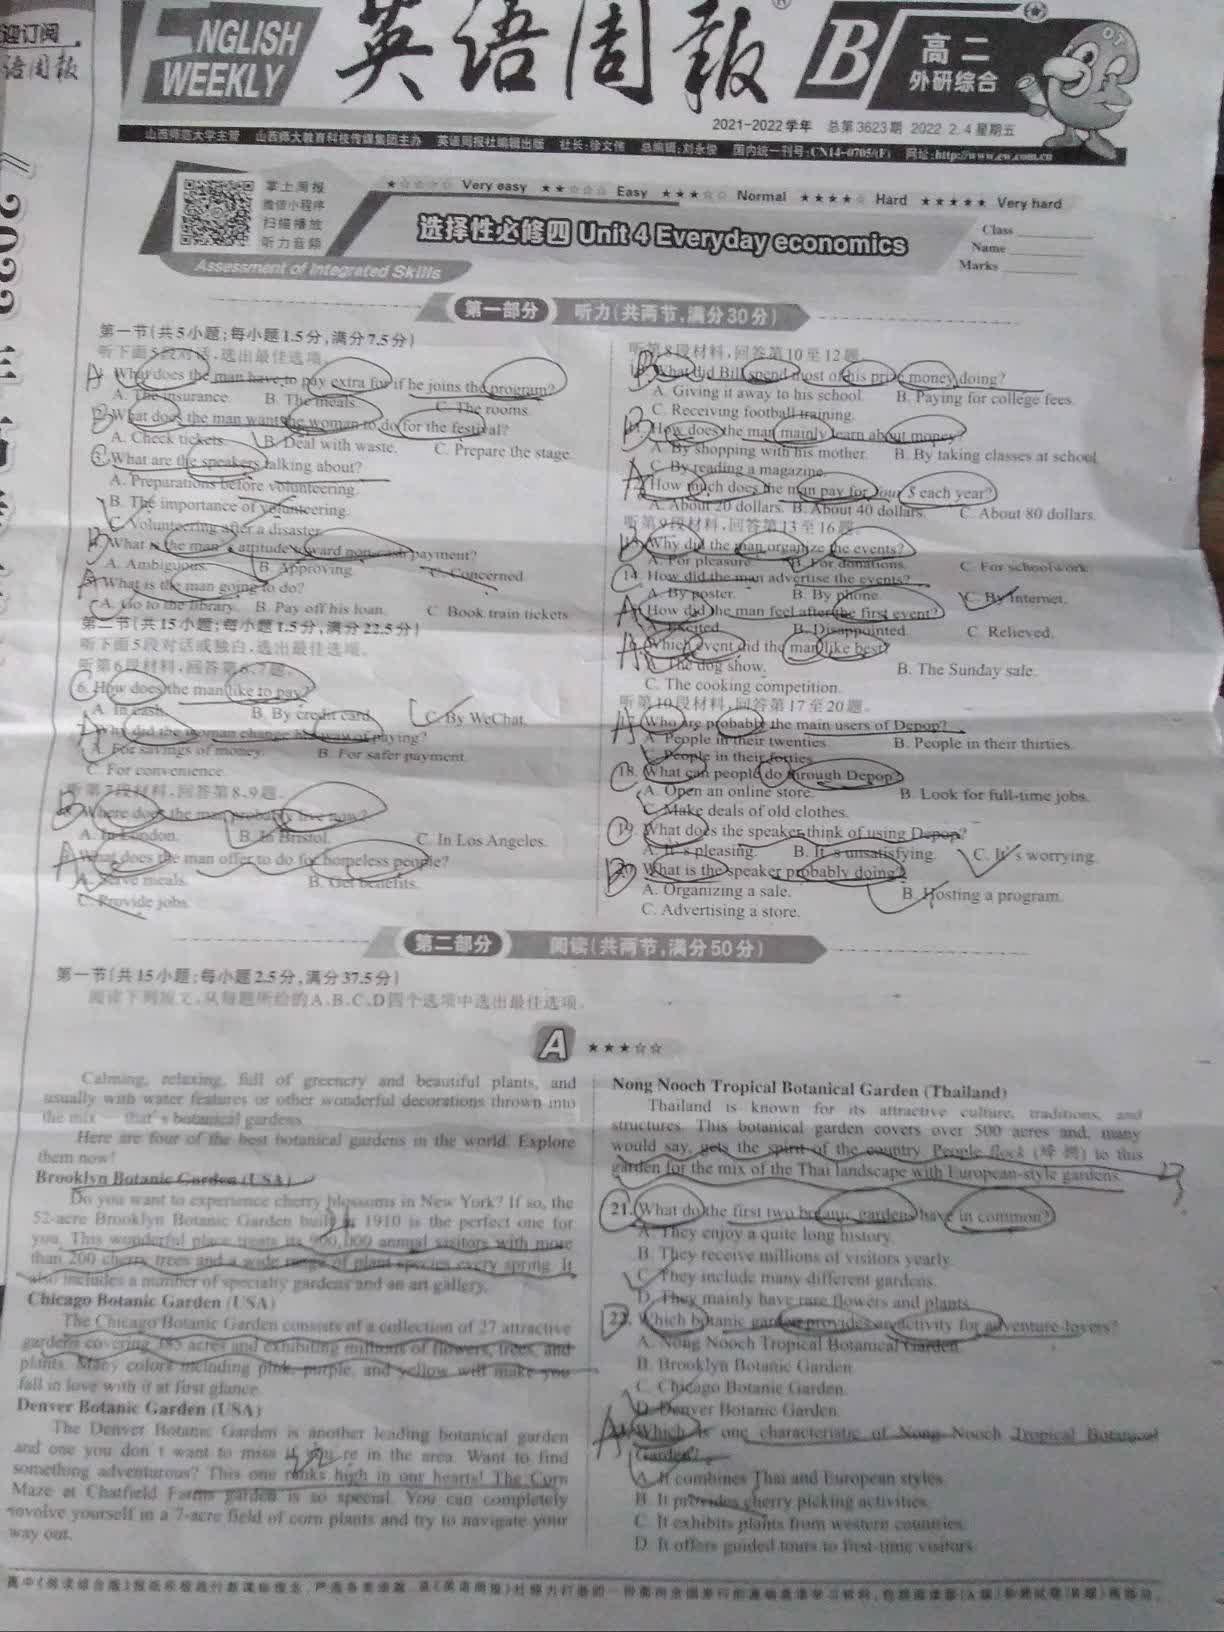 迎订阅
语周报
ENGLISH
WEEKLY
英语周报
®
B
高二
外研综合
2021-2022学年 总第3623期 2022.2.4 星期五
山西师范大学主管 山西师大教育科技传媒集团主办 英语周报社编辑出版 社长:徐文伟 总编辑:刘永俊 国内统一刊号:CN14-0705/(F) 网址:http://www.ew.com.cn
掌上周报
微信小程序
扫描播放
听力音频
★☆☆☆☆ Very easy ★★☆☆☆ Easy ★★★☆☆ Normal ★★★★☆ Hard ★★★★★ Very hard
选择性必修四 Unit 4 Everyday economics
Class
Name
Marks
Assessment of Integrated Skills
第一部分 听力(共两节,满分30分)
第一节(共5小题;每小题1.5分,满分7.5分)
听下面5段对话,选出最佳选项。
A What does the man have to pay extra for if he joins the program?
A. The insurance. B. The meals. C. The rooms.
B What does the man want the woman to do for the festival?
A. Check tickets. B. Deal with waste. C. Prepare the stage.
3. What are the speakers talking about?
A. Preparations before volunteering.
B. The importance of volunteering.
C. Volunteering after a disaster.
B What is the man's attitude toward non-cash payment?
A. Ambiguous. B. Approving. C. Concerned.
A What is the man going to do?
A. Go to the library. B. Pay off his loan. C. Book train tickets.
第二节(共15小题;每小题1.5分,满分22.5分)
听下面5段对话或独白,选出最佳选项。
听第6段材料,回答第6、7题。
6. How does the man like to pay?
A. In cash. B. By credit card. C. By WeChat.
A Why did the woman change her way of paying?
A. For savings of money. B. For safer payment.
C. For convenience.
听第7段材料,回答第8、9题。
B Where does the man probably live now?
A. In London. B. In Bristol. C. In Los Angeles.
A What does the man offer to do for homeless people?
A. Serve meals. B. Get benefits.
C. Provide jobs.
听第8段材料,回答第10至12题。
B What did Bill spend most of his prize money doing?
A. Giving it away to his school. B. Paying for college fees.
C. Receiving football training.
B How does the man mainly learn about money?
A. By shopping with his mother. B. By taking classes at school.
C. By reading a magazine.
A How much does the man pay for your $ each year?
A. About 20 dollars. B. About 40 dollars. C. About 80 dollars.
听第9段材料,回答第13至16题。
B 13. Why did the man organize the events?
A. For pleasure. B. For donations. C. For schoolwork.
14. How did the man advertise the events?
A. By poster. B. By phone. C. By Internet.
A How did the man feel after the first event?
A. Excited. B. Disappointed. C. Relieved.
A Which event did the man like best?
A. The dog show. B. The Sunday sale.
C. The cooking competition.
听第10段材料,回答第17至20题。
A Who are probably the main users of Depop?
A. People in their twenties. B. People in their thirties.
C. People in their forties.
18. What can people do through Depop?
A. Open an online store. B. Look for full-time jobs.
C. Make deals of old clothes.
19. What does the speaker think of using Depop?
A. It's pleasing. B. It's unsatisfying. C. It's worrying.
B 20. What is the speaker probably doing?
A. Organizing a sale. B. Hosting a program.
C. Advertising a store.
第二部分 阅读(共两节,满分50分)
第一节(共15小题;每小题2.5分,满分37.5分)
阅读下列短文,从每题所给的A、B、C、D四个选项中选出最佳选项。
A ★★★☆☆
Calming, relaxing, full of greenery and beautiful plants, and
usually with water features or other wonderful decorations thrown into
the mix — that's botanical gardens.
Here are four of the best botanical gardens in the world. Explore
them now!
Brooklyn Botanic Garden (USA)
Do you want to experience cherry blossoms in New York? If so, the
52-acre Brooklyn Botanic Garden built in 1910 is the perfect one for
you. This wonderful place treats its 900,000 annual visitors with more
than 200 cherry trees and a wide range of plant species every spring. It
also includes a number of specialty gardens and an art gallery.
Chicago Botanic Garden (USA)
The Chicago Botanic Garden consists of a collection of 27 attractive
gardens covering 385 acres and exhibiting millions of flowers, trees, and
plants. Many colors including pink, purple, and yellow will make you
fall in love with it at first glance.
Denver Botanic Garden (USA)
The Denver Botanic Garden is another leading botanical garden
and one you don't want to miss if you're in the area. Want to find
something adventurous? This one ranks high in our hearts! The Corn
Maze at Chatfield Farms garden is so special. You can completely
involve yourself in a 7-acre field of corn plants and try to navigate your
way out.
Nong Nooch Tropical Botanical Garden (Thailand)
Thailand is known for its attractive culture, traditions, and
structures. This botanical garden covers over 500 acres and, many
would say, gets the spirit of the country. People flock (蜂拥) to this
garden for the mix of the Thai landscape with European-style gardens.
23
21. What do the first two botanic gardens have in common?
A. They enjoy a quite long history.
B. They receive millions of visitors yearly.
C. They include many different gardens.
D. They mainly have rare flowers and plants.
22. Which botanic garden provides an activity for adventure-lovers?
A. Nong Nooch Tropical Botanical Garden.
B. Brooklyn Botanic Garden.
C. Chicago Botanic Garden.
D. Denver Botanic Garden.
A Which is one characteristic of Nong Nooch Tropical Botanical
Garden?
A. It combines Thai and European styles.
B. It provides cherry picking activities.
C. It exhibits plants from western countries.
D. It offers guided tours to first-time visitors.